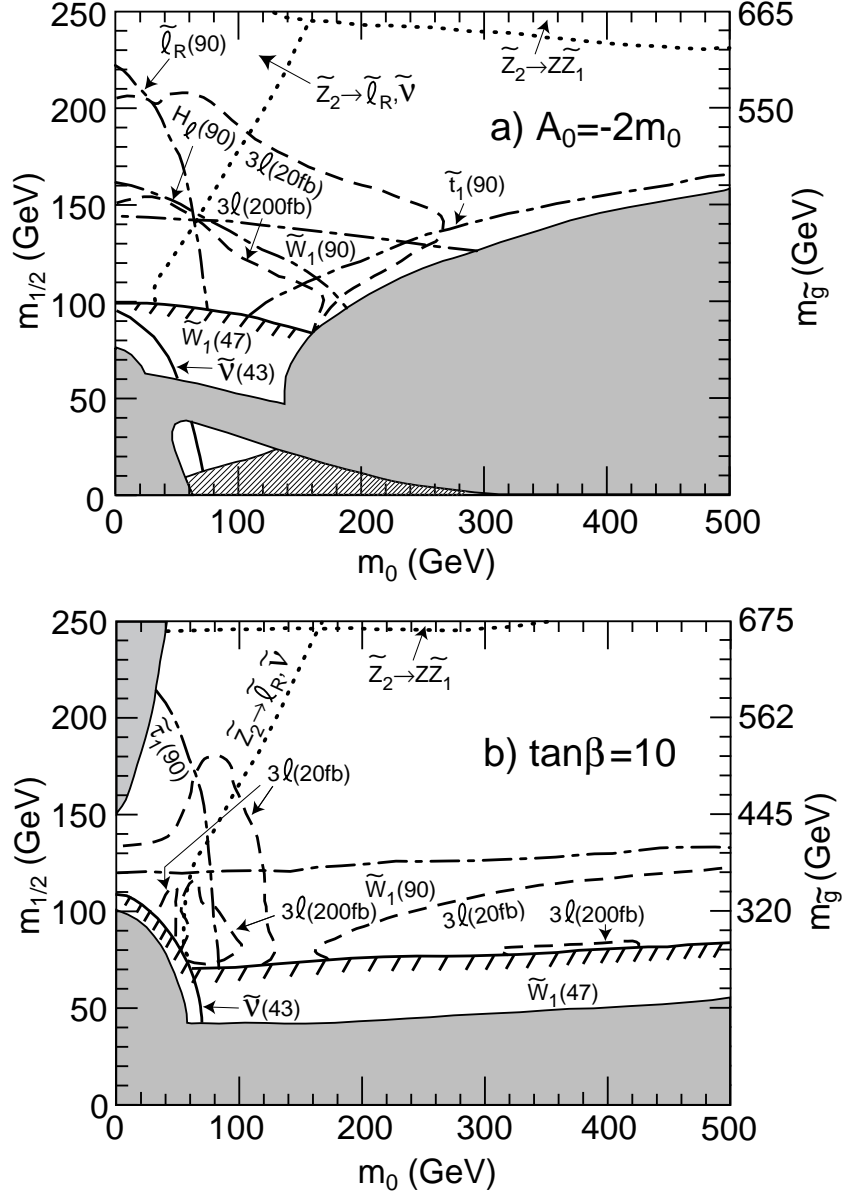 250
200
150
100
50
0
m1/2 (GeV)
665
550
mg̃ (GeV)
ℓ̃R(90)
Z̃2→ℓ̃R,ν̃
Z̃2→ZZ̃1
Hℓ(90)
3ℓ(20fb)
a) A0=-2m0
3ℓ(200fb)
t̃1(90)
W̃1(90)
W̃1(47)
ν̃(43)
0 100 200 300 400 500
m0 (GeV)
250
200
150
100
50
0
m1/2 (GeV)
675
562
445
320
mg̃ (GeV)
Z̃2→ℓ̃R,ν̃
Z̃2→ZZ̃1
τ̃1(90)
3ℓ(20fb)
b) tanβ=10
W̃1(90)
3ℓ(200fb)
3ℓ(20fb)
3ℓ(200fb)
W̃1(47)
ν̃(43)
0 100 200 300 400 500
m0 (GeV)